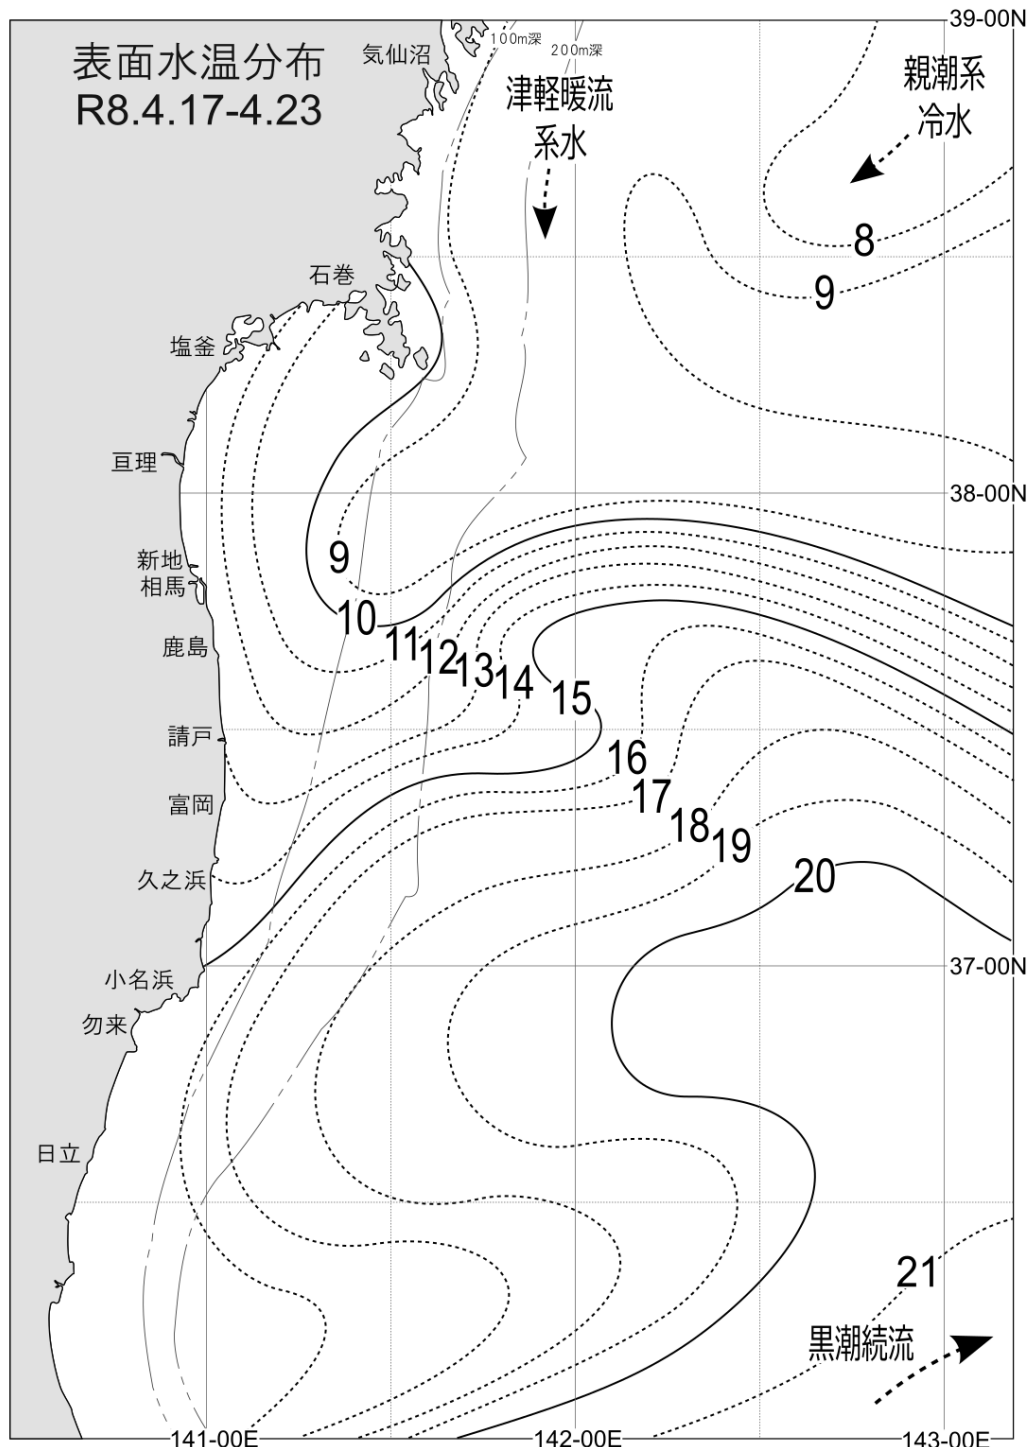 39-00N
表面水温分布
R8.4.17-4.23
気仙沼
100m深
200m深
津軽暖流
系水
親潮系
冷水
8
9
石巻
塩釜
亘理
38-00N
新地
相馬
9
10
11
12
13
14
15
鹿島
請戸
16
17
18
19
20
富岡
久之浜
37-00N
小名浜
勿来
日立
21
黒潮続流
141-00E
142-00E
143-00E